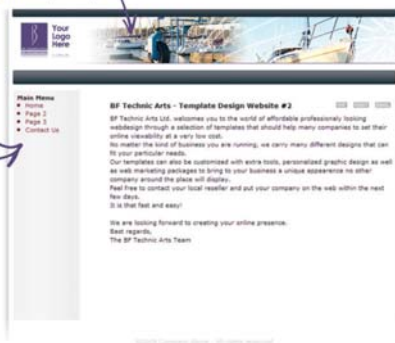 Your
Logo
Here
Main Menu
Home
Page 2
Page 3
Contact Us
BF Technic Arts - Template Design Website #2
BF Technic Arts Ltd. welcomes you to the world of affordable professionaly looking
webdesign through a selection of templates that should help many companies to set their
online viewability at a very low cost.
No matter the kind of business you are running, we carry many different designs that can
fit your particular needs.
Our templates can also be customized with extra tools, personalized graphic design as well
as web marketing packages to bring to your business a unique appearence no other
company around the place will display.
Feel free to contact your local reseller and put your company on the web within the next
few days.
It is that fast and easy!
We are looking forward to creating your online presence.
Best regards,
The BF Technic Arts Team